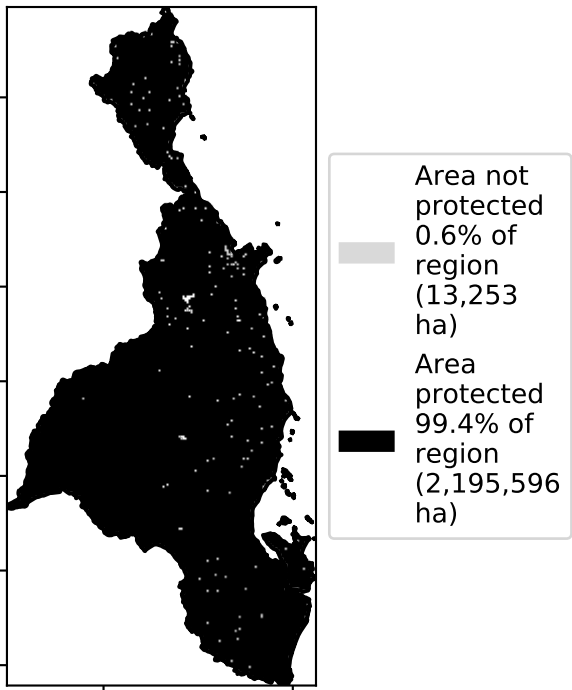 Area not
protected
0.6% of
region
(13,253
ha)
Area
protected
99.4% of
region
(2,195,596
ha)